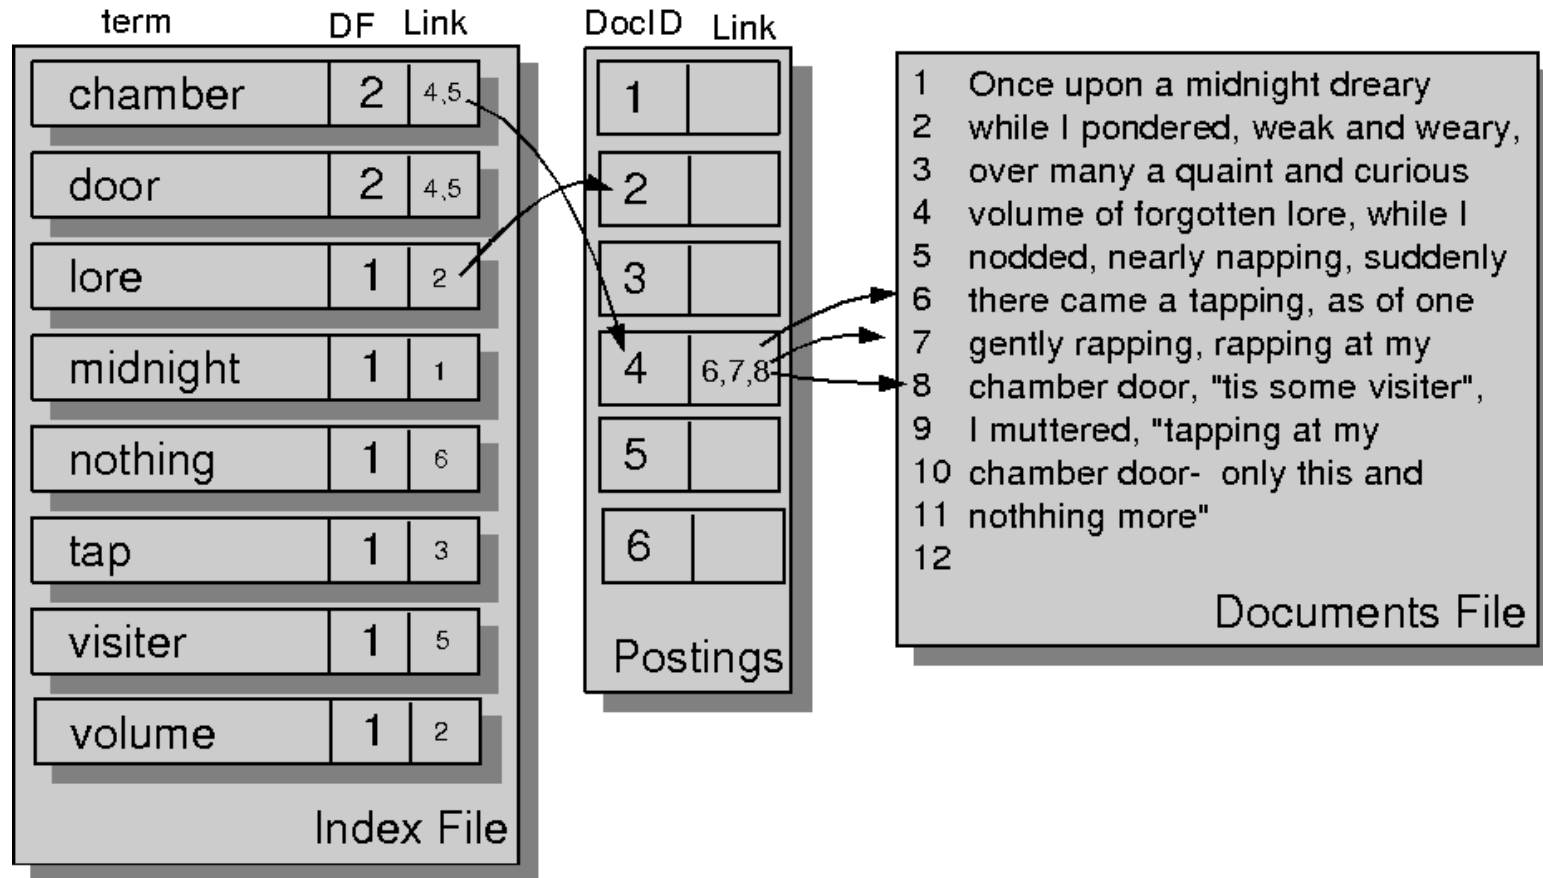 term DF Link
chamber 2 4,5
door 2 4,5
lore 1 2
midnight 1 1
nothing 1 6
tap 1 3
visiter 1 5
volume 1 2
Index File
DocID Link
1
2
3
4 6,7,8
5
6
Postings
1 Once upon a midnight dreary
2 while I pondered, weak and weary,
3 over many a quaint and curious
4 volume of forgotten lore, while I
5 nodded, nearly napping, suddenly
6 there came a tapping, as of one
7 gently rapping, rapping at my
8 chamber door, "tis some visiter",
9 I muttered, "tapping at my
10 chamber door- only this and
11 nothhing more"
12
Documents File